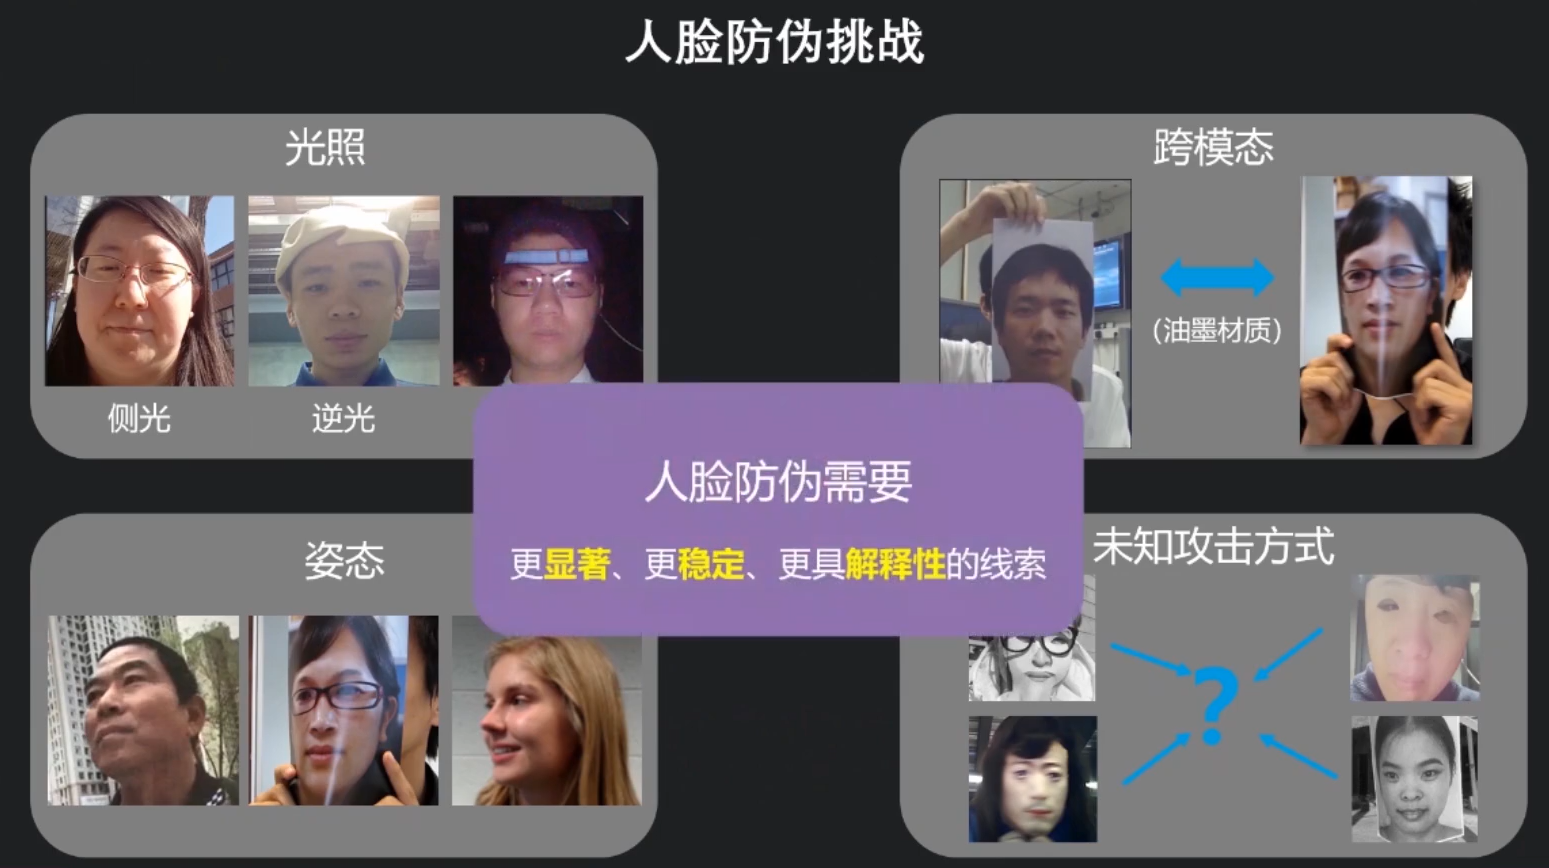 人脸防伪挑战
光照
侧光
逆光
跨模态
(油墨材质)
人脸防伪需要
更显著、更稳定、更具解释性的线索
姿态
未知攻击方式
?